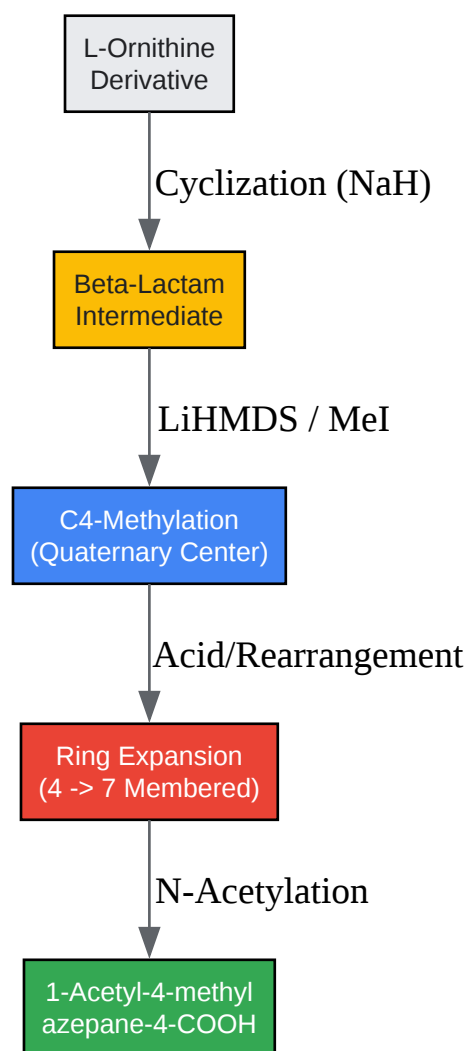 L-Ornithine
Derivative
Cyclization (NaH)
Beta-Lactam
Intermediate
LiHMDS / MeI
C4-Methylation
(Quaternary Center)
Acid/Rearrangement
Ring Expansion
(4 -> 7 Membered)
N-Acetylation
1-Acetyl-4-methyl
azepane-4-COOH